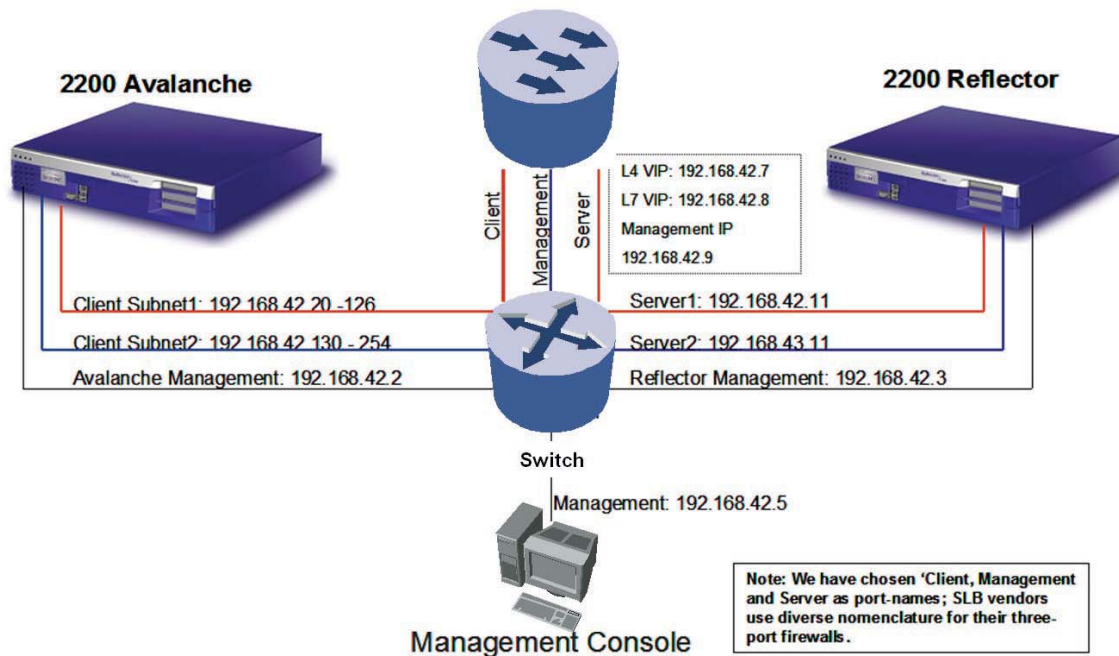 2200 Avalanche
2200 Reflector
Client
Management
Server
L4 VIP: 192.168.42.7
L7 VIP: 192.168.42.8
Management IP
192.168.42.9
Client Subnet1: 192.168.42.20 -126
Server1: 192.168.42.11
Client Subnet2: 192.168.42.130 - 254
Server2: 192.168.43.11
Avalanche Management: 192.168.42.2
Reflector Management: 192.168.42.3
Switch
Management: 192.168.42.5
Management Console
Note: We have chosen 'Client, Management
and Server as port-names; SLB vendors
use diverse nomenclature for their three-
port firewalls.